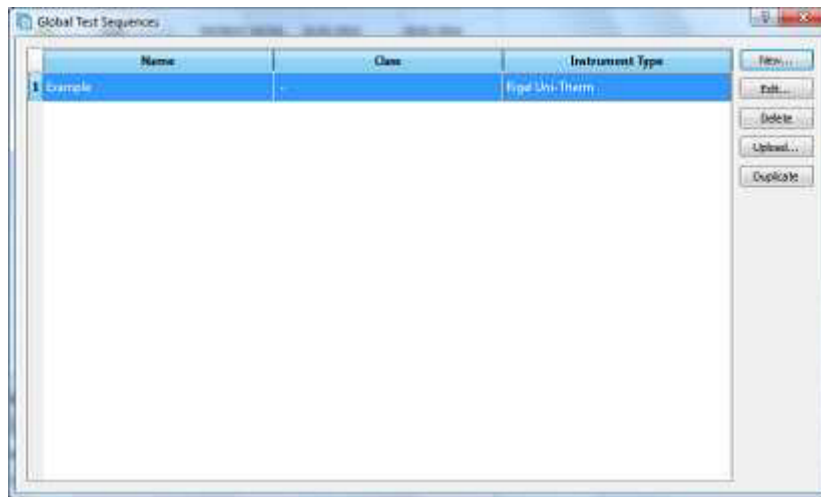 Global Test Sequences
Name Class Instrument Type
1 Example - Rigel Uni-Therm
New...
Edit...
Delete
Upload...
Duplicate